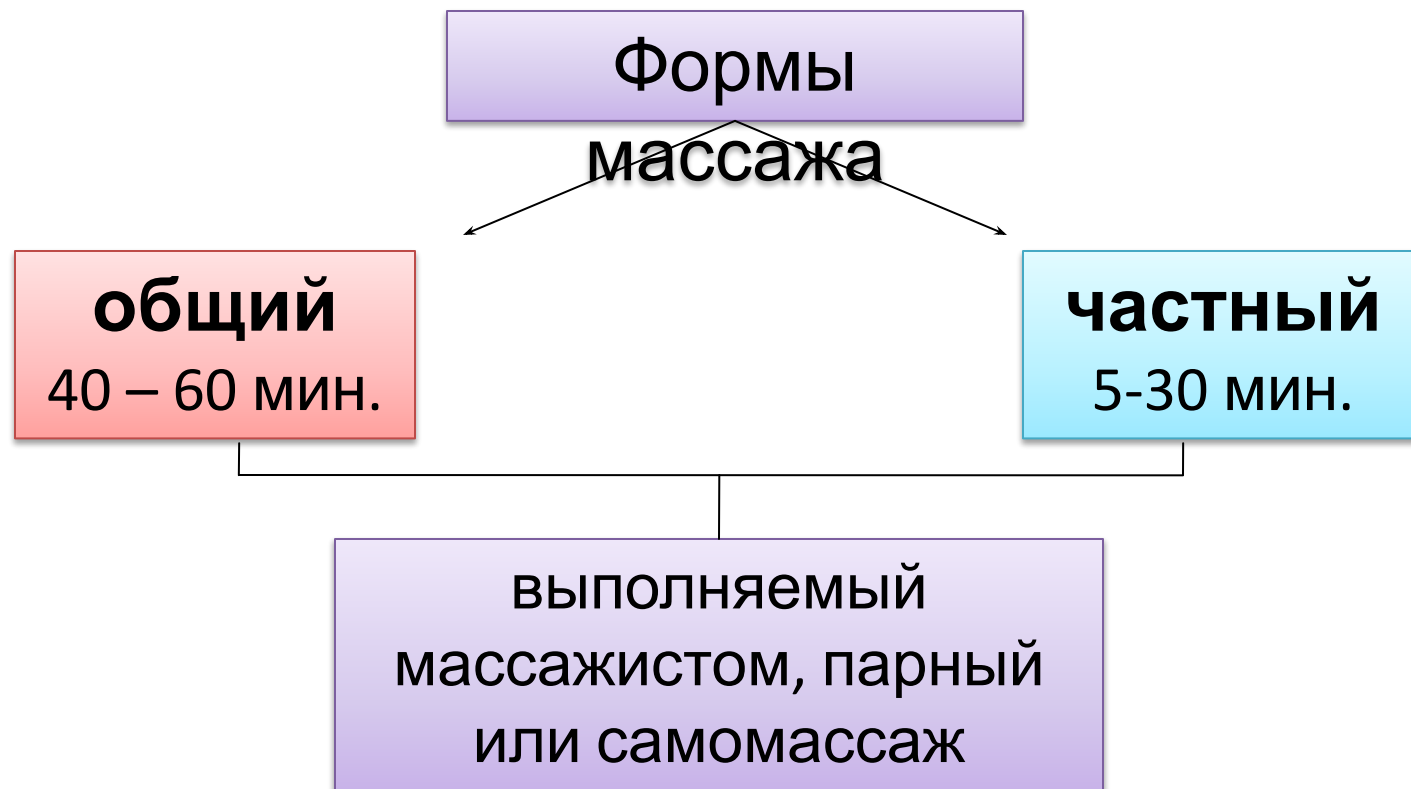 Формы
массажа
общий
40 – 60 мин.
частный
5-30 мин.
выполняемый
массажистом, парный
или самомассаж